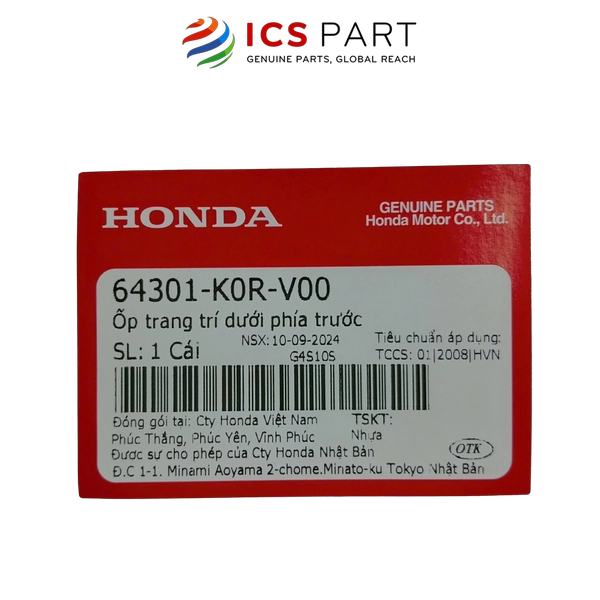 ICS PART
GENUINE PARTS, GLOBAL REACH
HONDA
GENUINE PARTS
Honda Motor Co., Ltd.
64301-K0R-V00
Ốp trang trí dưới phía trước
SL: 1 Cái
NSX: 10-09-2024
G4S10S
Tiêu chuẩn áp dụng:
TCCS: 01|2008|HVN
Đóng gói tại: Cty Honda Việt Nam
TSKT:
Phúc Thắng, Phúc Yên, Vĩnh Phúc
Nhựa
Được sự cho phép của Cty Honda Nhật Bản
OTK
Đ.C 1-1. Minami Aoyama 2-chome.Minato-ku Tokyo Nhật Bản